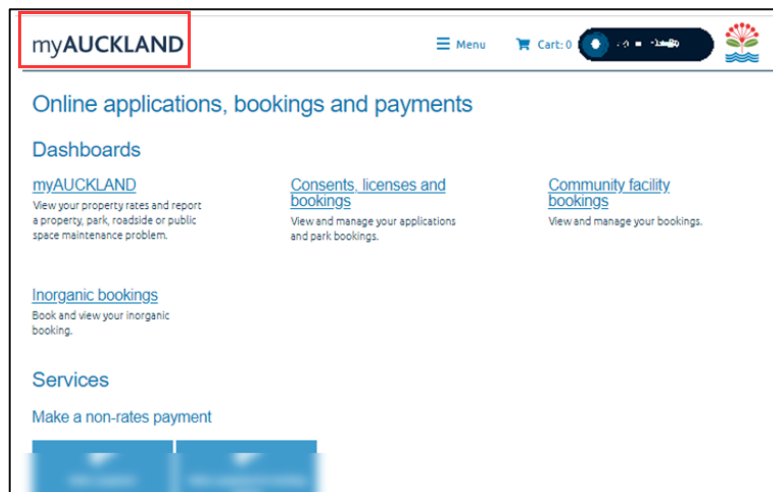 myAUCKLAND
Menu
Cart: 0
Online applications, bookings and payments
Dashboards
myAUCKLAND
View your property rates and report
a property, park, roadside or public
space maintenance problem.
Consents, licenses and
bookings
View and manage your applications
and park bookings.
Community facility
bookings
View and manage your bookings.
Inorganic bookings
Book and view your inorganic
booking.
Services
Make a non-rates payment